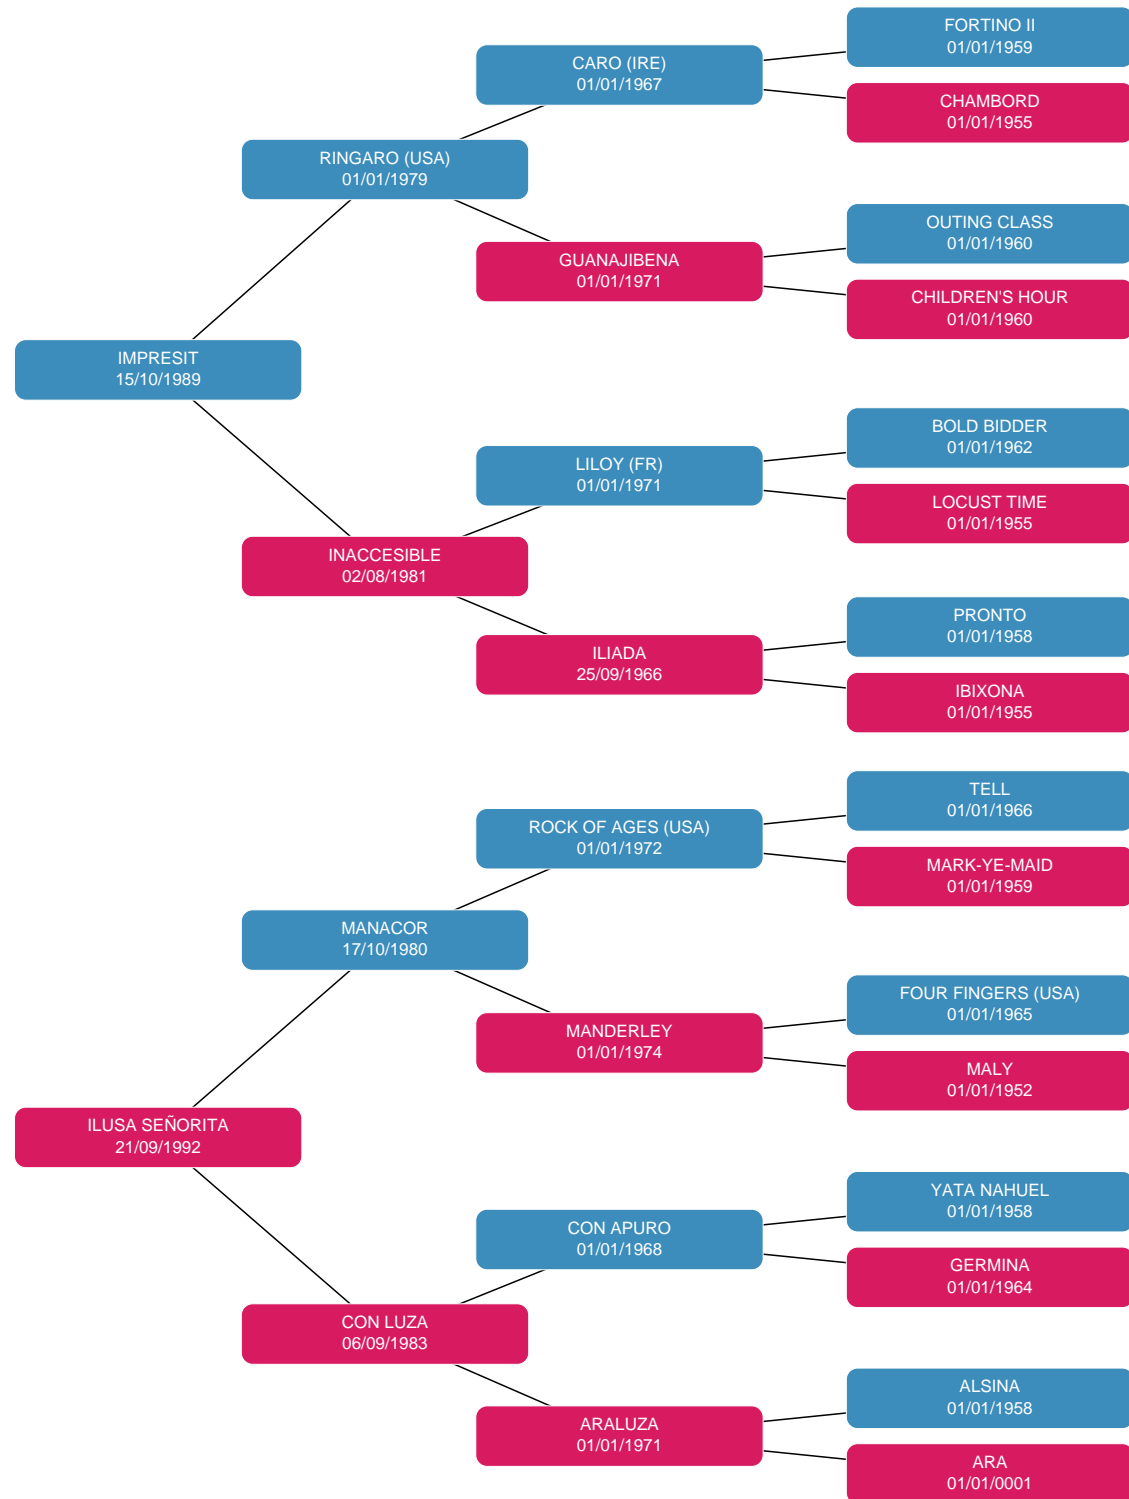 FORTINO II
01/01/1959
CARO (IRE)
01/01/1967
CHAMBORD
01/01/1955
RINGARO (USA)
01/01/1979
OUTING CLASS
01/01/1960
GUANAJIBENA
01/01/1971
CHILDREN'S HOUR
01/01/1960
IMPRESIT
15/10/1989
BOLD BIDDER
01/01/1962
LILOY (FR)
01/01/1971
LOCUST TIME
01/01/1955
INACCESIBLE
02/08/1981
PRONTO
01/01/1958
ILIADA
25/09/1966
IBIXONA
01/01/1955
TELL
01/01/1966
ROCK OF AGES (USA)
01/01/1972
MARK-YE-MAID
01/01/1959
MANACOR
17/10/1980
FOUR FINGERS (USA)
01/01/1965
MANDERLEY
01/01/1974
MALY
01/01/1952
ILUSA SEÑORITA
21/09/1992
YATA NAHUEL
01/01/1958
CON APURO
01/01/1968
GERMINA
01/01/1964
CON LUZA
06/09/1983
ALSINA
01/01/1958
ARALUZA
01/01/1971
ARA
01/01/0001